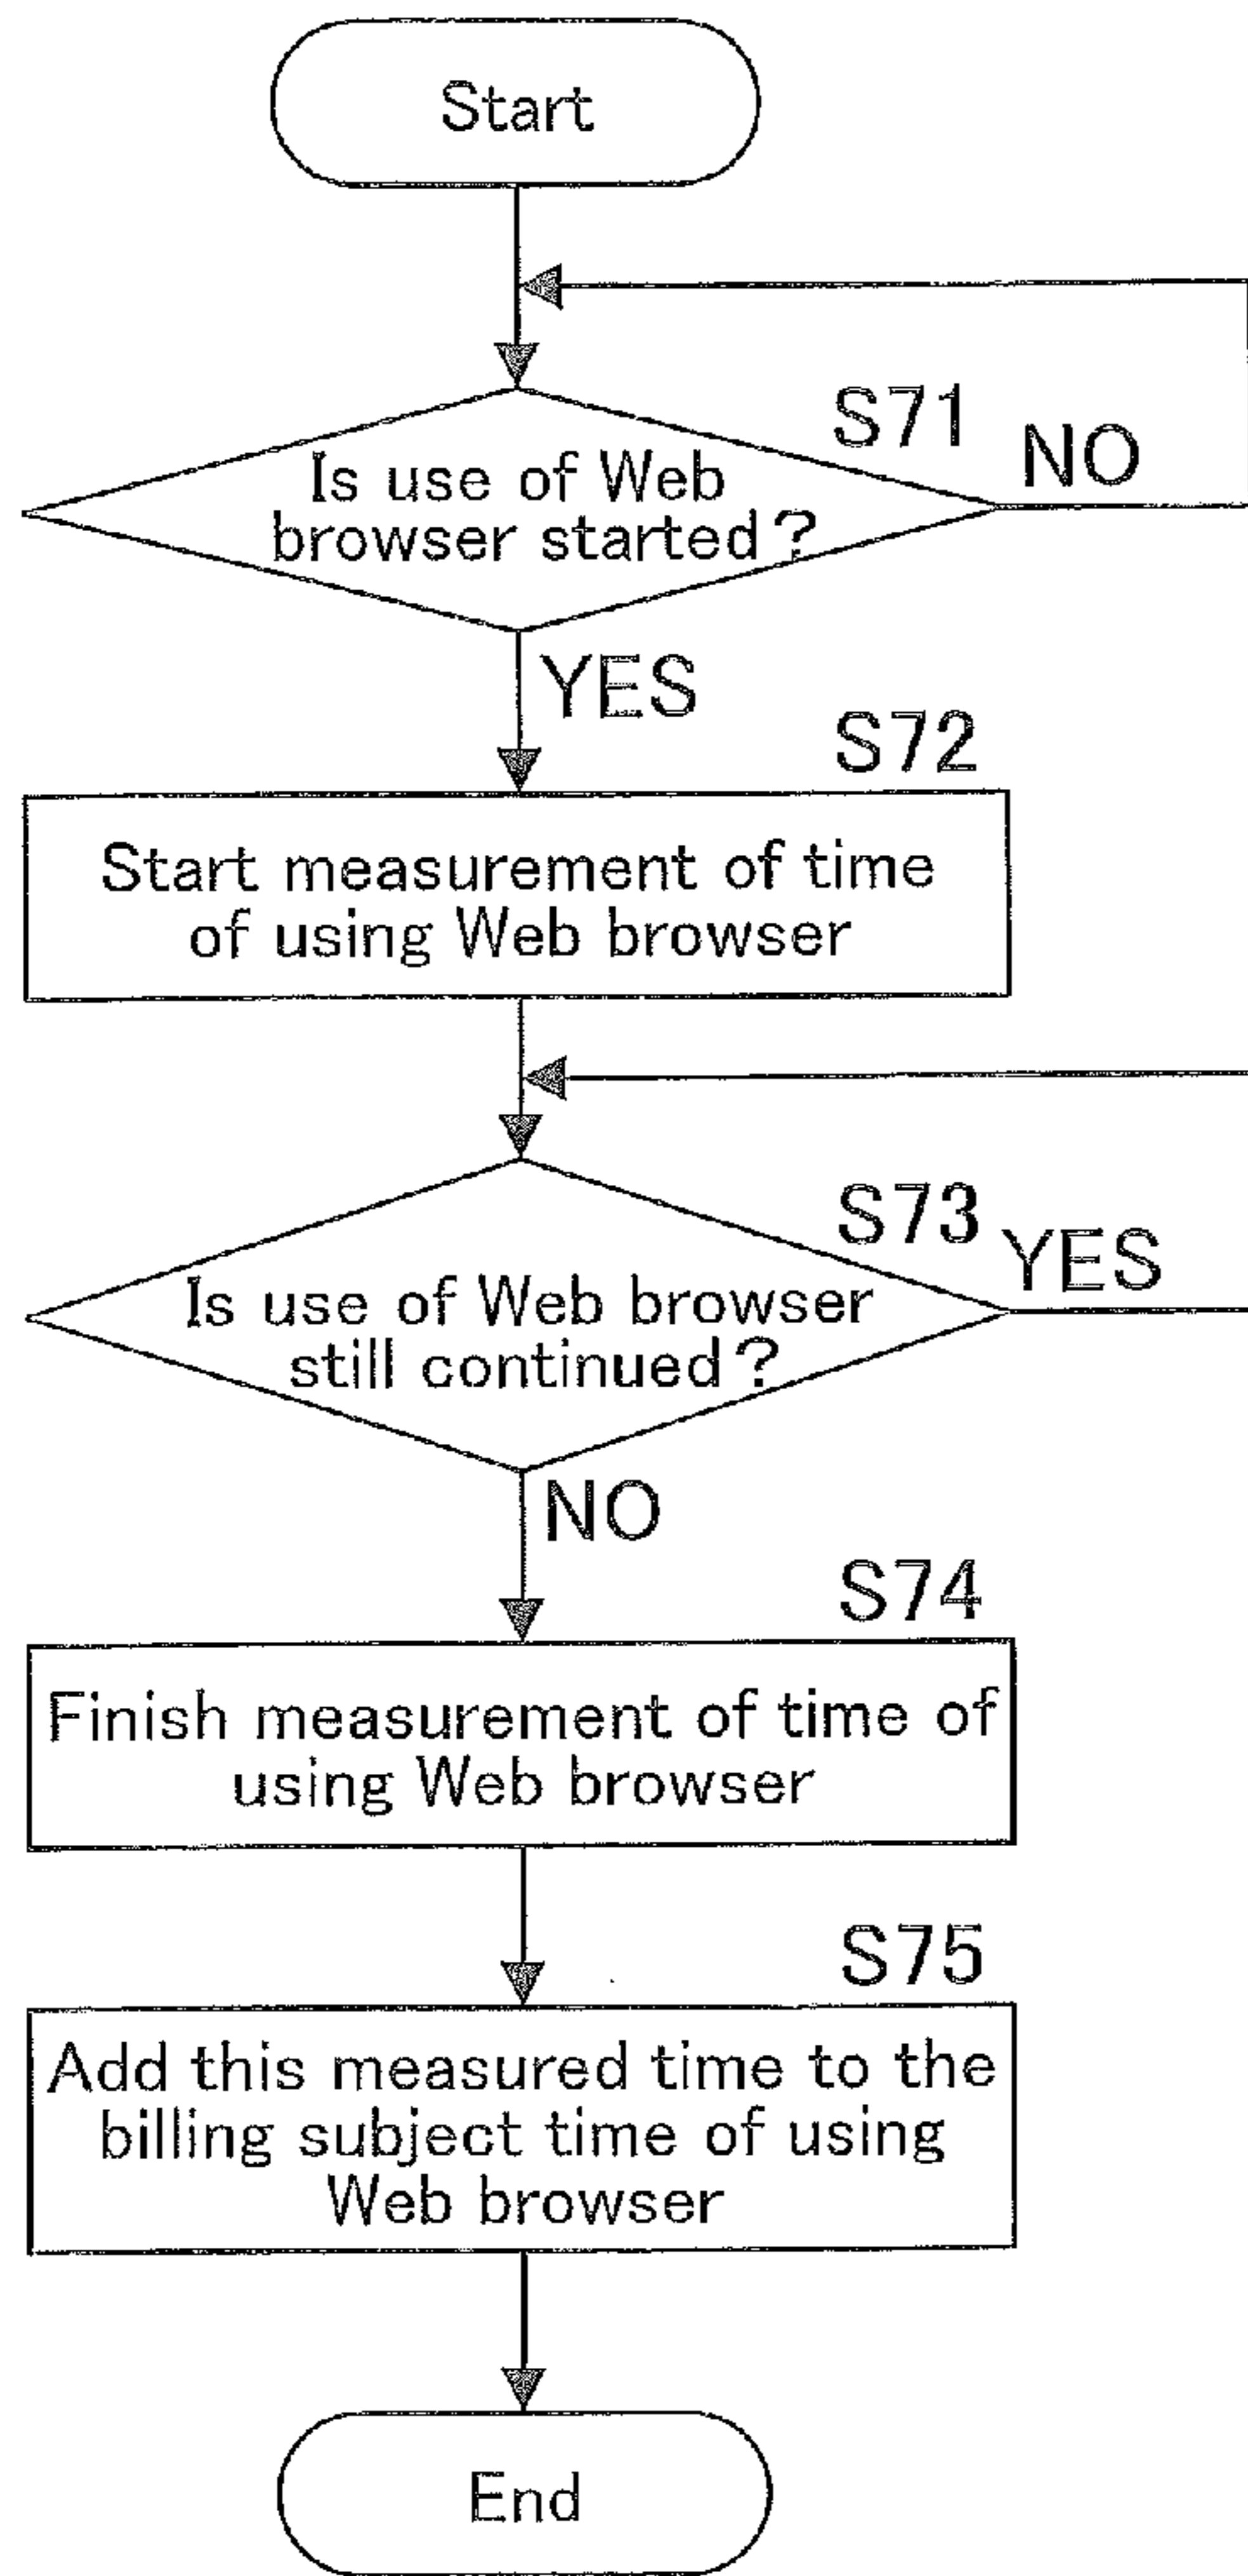 Start
S71
NO
Is use of Web
browser started?
YES
S72
Start measurement of time
of using Web browser
S73
YES
Is use of Web browser
still continued?
NO
S74
Finish measurement of time of
using Web browser
S75
Add this measured time to the
billing subject time of using
Web browser
End